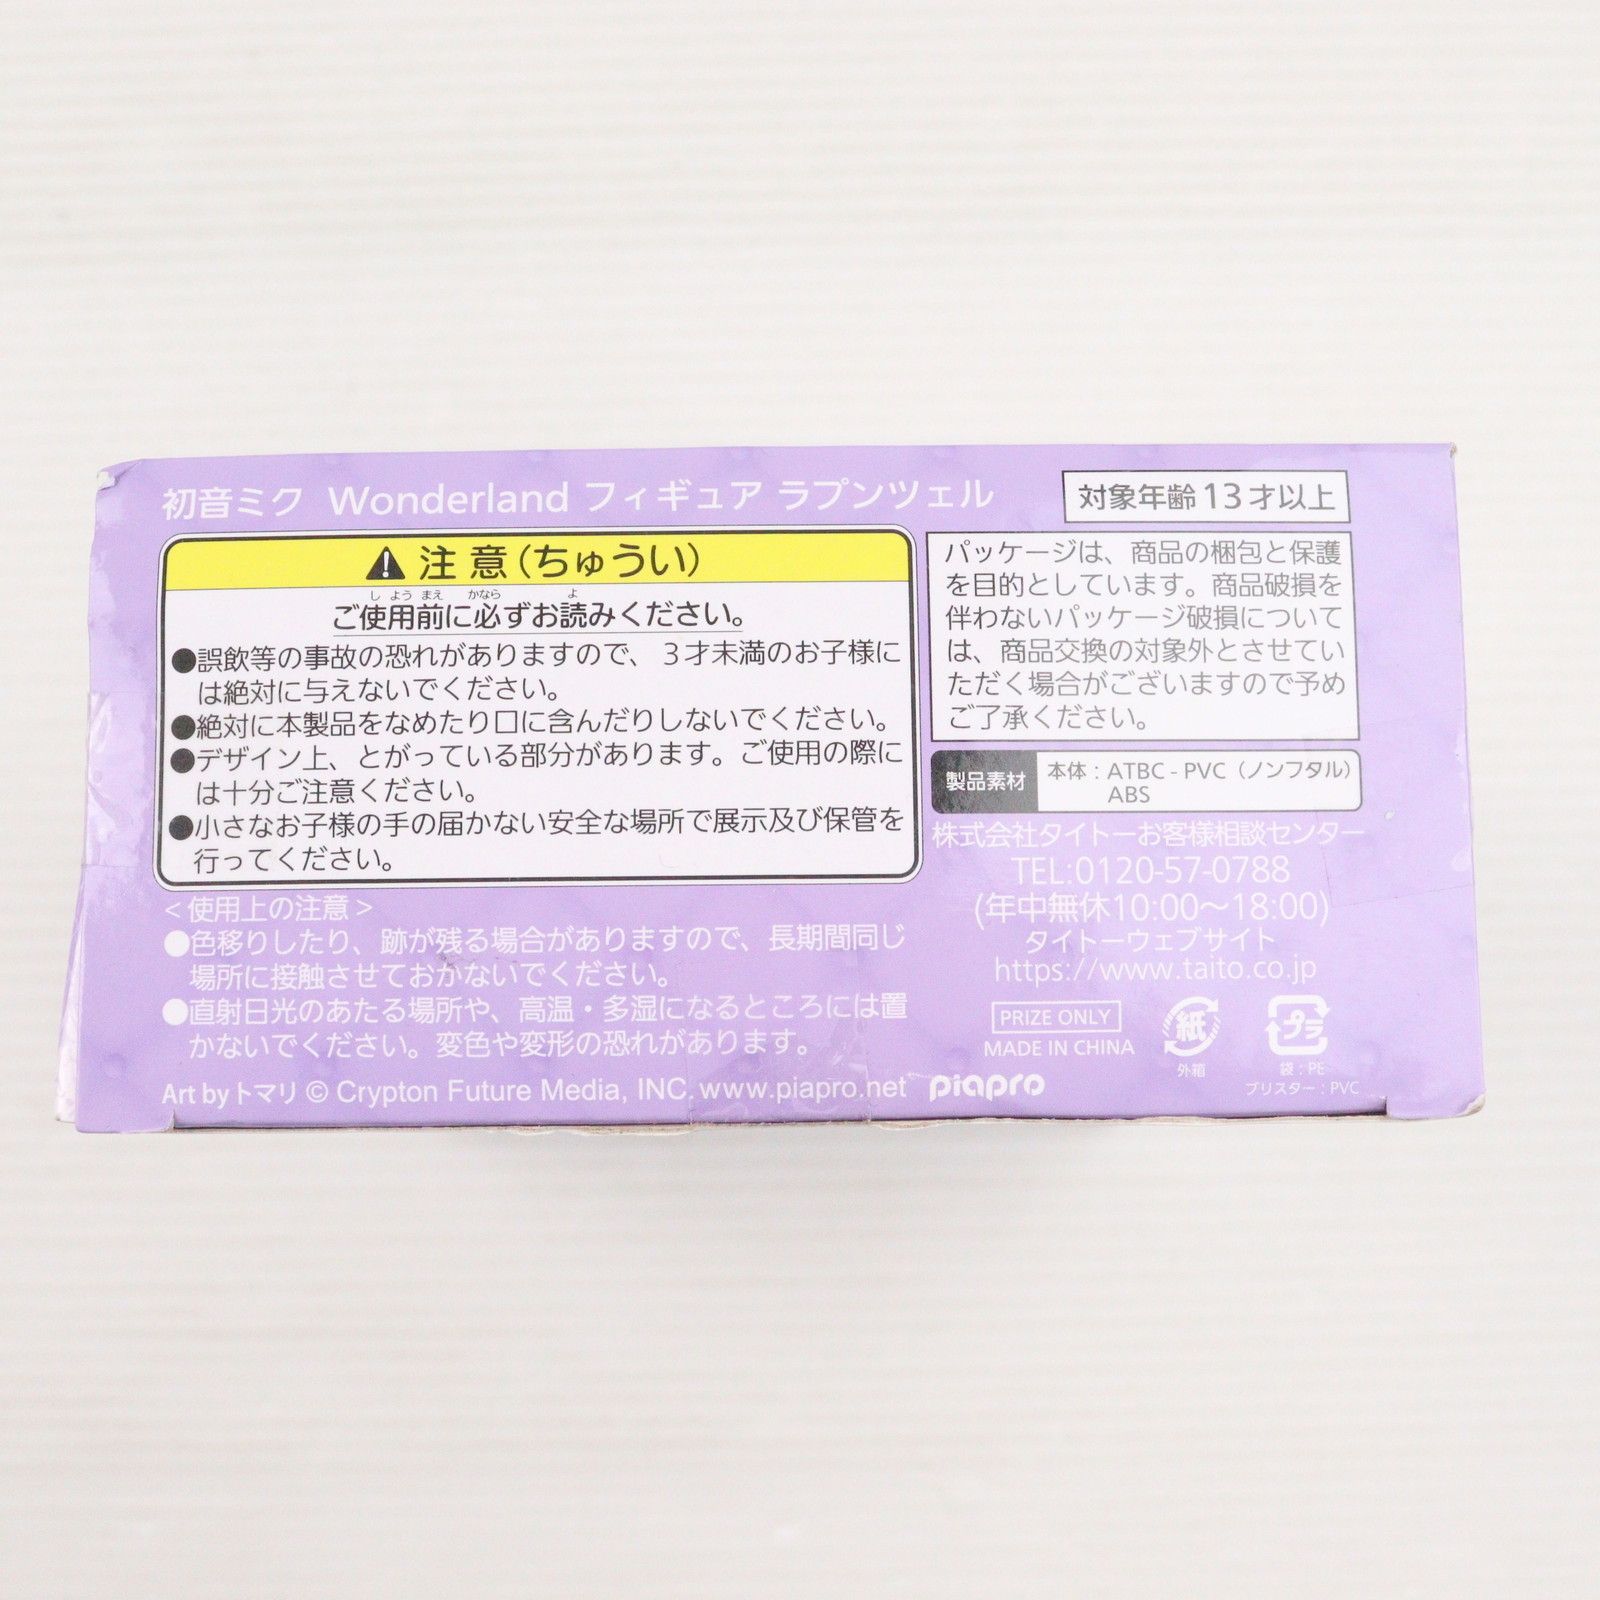 初音ミク Wonderland フィギュア ラプンツェル
対象年齢13才以上
注意(ちゅうい)
し よう まえ かなら よ
ご使用前に必ずお読みください。
●誤飲等の事故の恐れがありますので、3才未満のお子様に
は絶対に与えないでください。
●絶対に本製品をなめたり口に含んだりしないでください。
●デザイン上、とがっている部分があります。ご使用の際に
は十分ご注意ください。
●小さなお子様の手の届かない安全な場所で展示及び保管を
行ってください。
<使用上の注意>
●色移りしたり、跡が残る場合がありますので、長期間同じ
場所に接触させておかないでください。
●直射日光のあたる場所や、高温・多湿になるところには置
かないでください。変色や変形の恐れがあります。
パッケージは、商品の梱包と保護
を目的としています。商品破損を
伴わないパッケージ破損について
は、商品交換の対象外とさせてい
ただく場合がございますので予め
ご了承ください。
製品素材 本体：ATBC-PVC（ノンフタル）
ABS
株式会社タイトーお客様相談センター
TEL:0120-57-0788
(年中無休10:00〜18:00)
タイトーウェブサイト
https://www.taito.co.jp
PRIZE ONLY
MADE IN CHINA
紙
外箱
プラ
袋：PE
ブリスター：PVC
Art by トマリ © Crypton Future Media, INC. www.piapro.net piapro